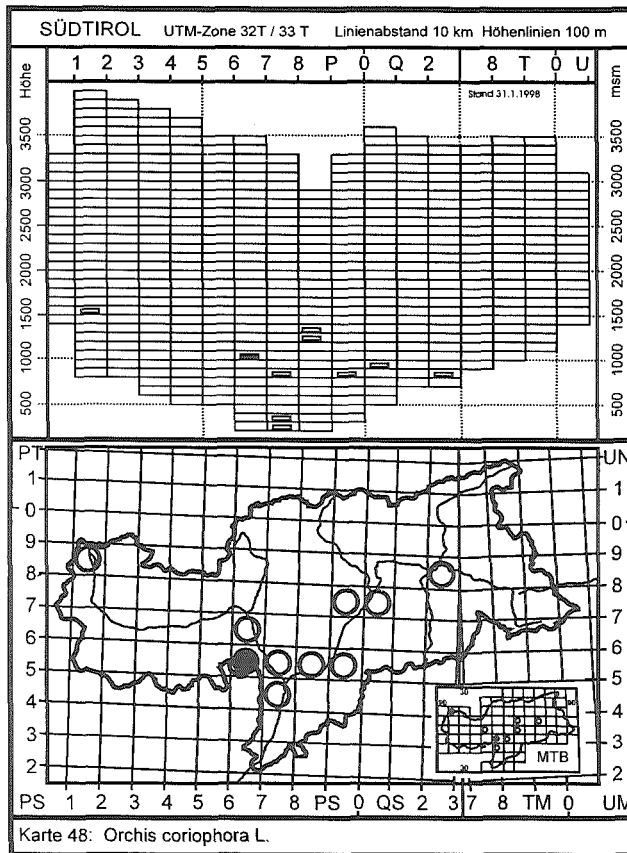 SÜDTIROL UTM-Zone 32T / 33 T Linienabstand 10 km Höhenlinien 100 m
Höhe 1 2 3 4 5 6 7 8 P 0 Q 2 8 T 0 U msm
Stand 31.1.1998
3500 3500
3000 3000
2500 2500
2000 2000
1500 1500
1000 1000
500 500
PT UN
1 1
0 0
9 9
8 8
7 7
6 6
5 5
4 4
3 3
2 2
MTB
PS 1 2 3 4 5 6 7 8 PS 0 QS 2 3 7 8 TM 0 UM
Karte 48: Orchis coriophora L.